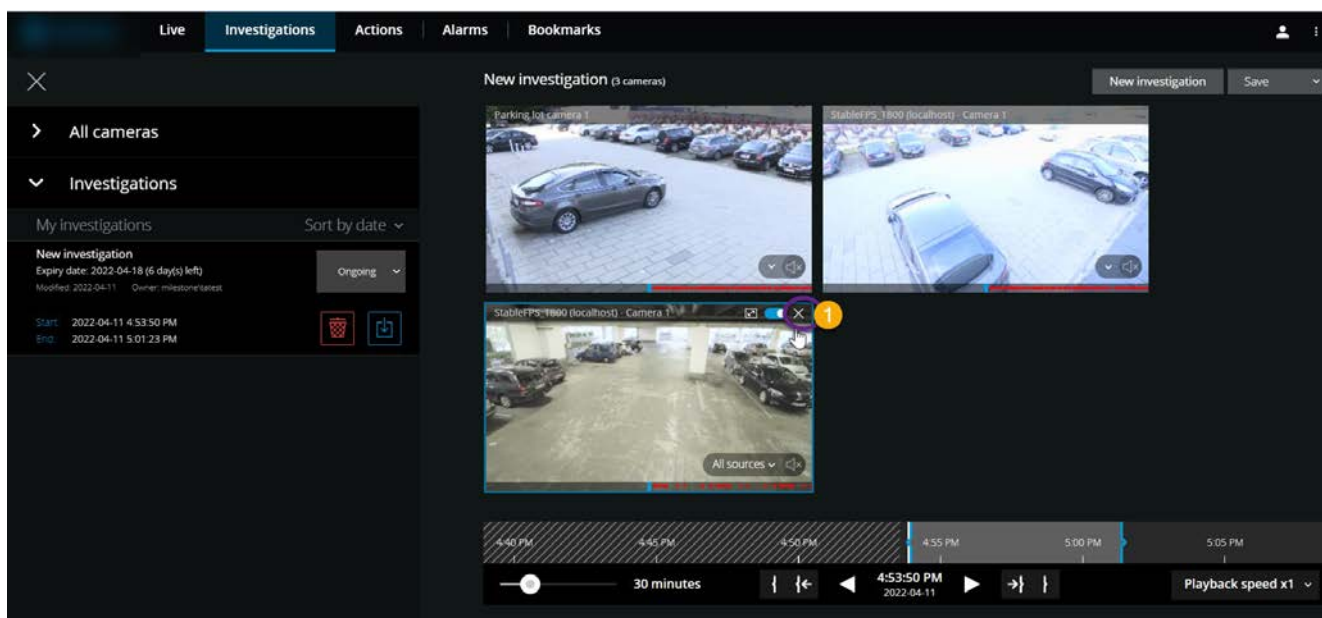 Live Investigations Actions Alarms Bookmarks
New investigation (3 cameras)
New investigation Save
All cameras
Investigations
My investigations Sort by date
New investigation
Expiry date: 2022-04-18 (6 day(s) left)
Modified: 2022-04-11 Owner: milestone\tatest
Ongoing
Start: 2022-04-11 4:53:50 PM
End: 2022-04-11 5:01:23 PM
Parking lot camera 1
StableFPS_1800 (localhost) - Camera 1
StableFPS_1800 (localhost) - Camera 1
1
All sources
4:40 PM 4:45 PM 4:50 PM 4:55 PM 5:00 PM 5:05 PM
30 minutes
4:53:50 PM
2022-04-11
Playback speed x1